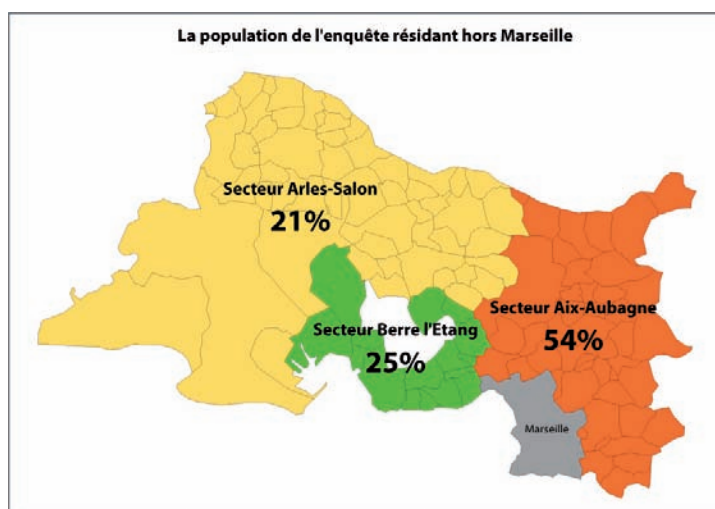 La population de l'enquête résidant hors Marseille
Secteur Arles-Salon
21%
Secteur Aix-Aubagne
54%
Secteur Berre l'Etang
25%
Marseille